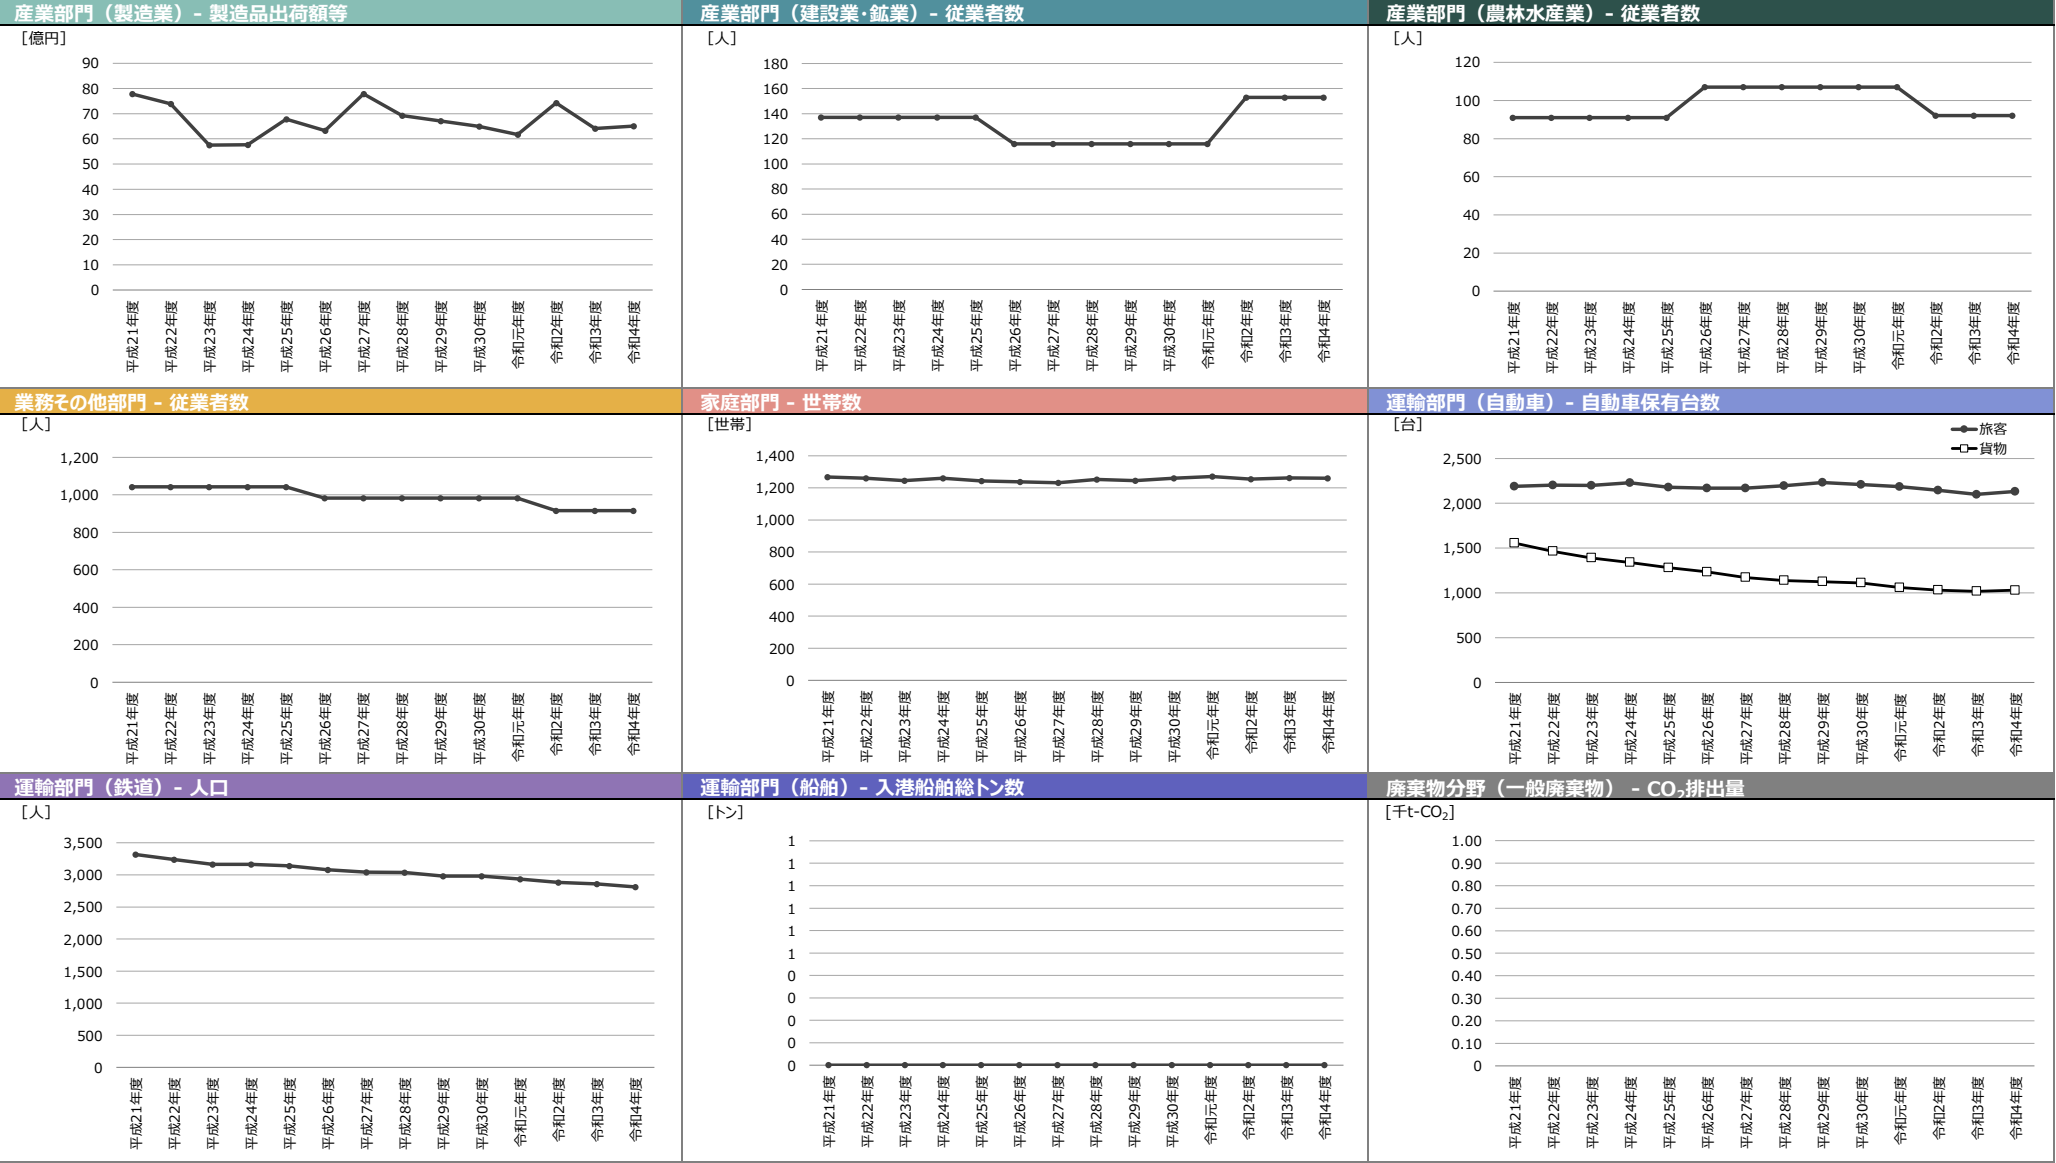 産業部門（製造業）- 製造品出荷額等
[億円]
90
80
70
60
50
40
30
20
10
0
平成21年度
平成22年度
平成23年度
平成24年度
平成25年度
平成26年度
平成27年度
平成28年度
平成29年度
平成30年度
令和元年度
令和2年度
令和3年度
令和4年度
産業部門（建設業･鉱業）- 従業者数
[人]
180
160
140
120
100
80
60
40
20
0
平成21年度
平成22年度
平成23年度
平成24年度
平成25年度
平成26年度
平成27年度
平成28年度
平成29年度
平成30年度
令和元年度
令和2年度
令和3年度
令和4年度
産業部門（農林水産業）- 従業者数
[人]
120
100
80
60
40
20
0
平成21年度
平成22年度
平成23年度
平成24年度
平成25年度
平成26年度
平成27年度
平成28年度
平成29年度
平成30年度
令和元年度
令和2年度
令和3年度
令和4年度
業務その他部門 - 従業者数
[人]
1,200
1,000
800
600
400
200
0
平成21年度
平成22年度
平成23年度
平成24年度
平成25年度
平成26年度
平成27年度
平成28年度
平成29年度
平成30年度
令和元年度
令和2年度
令和3年度
令和4年度
家庭部門 - 世帯数
[世帯]
1,400
1,200
1,000
800
600
400
200
0
平成21年度
平成22年度
平成23年度
平成24年度
平成25年度
平成26年度
平成27年度
平成28年度
平成29年度
平成30年度
令和元年度
令和2年度
令和3年度
令和4年度
運輸部門（自動車）- 自動車保有台数
[台]
旅客
貨物
2,500
2,000
1,500
1,000
500
0
平成21年度
平成22年度
平成23年度
平成24年度
平成25年度
平成26年度
平成27年度
平成28年度
平成29年度
平成30年度
令和元年度
令和2年度
令和3年度
令和4年度
運輸部門（鉄道）- 人口
[人]
3,500
3,000
2,500
2,000
1,500
1,000
500
0
平成21年度
平成22年度
平成23年度
平成24年度
平成25年度
平成26年度
平成27年度
平成28年度
平成29年度
平成30年度
令和元年度
令和2年度
令和3年度
令和4年度
運輸部門（船舶）- 入港船舶総トン数
[トン]
1
1
1
1
1
1
0
0
0
0
0
平成21年度
平成22年度
平成23年度
平成24年度
平成25年度
平成26年度
平成27年度
平成28年度
平成29年度
平成30年度
令和元年度
令和2年度
令和3年度
令和4年度
廃棄物分野（一般廃棄物） - CO₂排出量
[千t-CO₂]
1.00
0.90
0.80
0.70
0.60
0.50
0.40
0.30
0.20
0.10
0
平成21年度
平成22年度
平成23年度
平成24年度
平成25年度
平成26年度
平成27年度
平成28年度
平成29年度
平成30年度
令和元年度
令和2年度
令和3年度
令和4年度